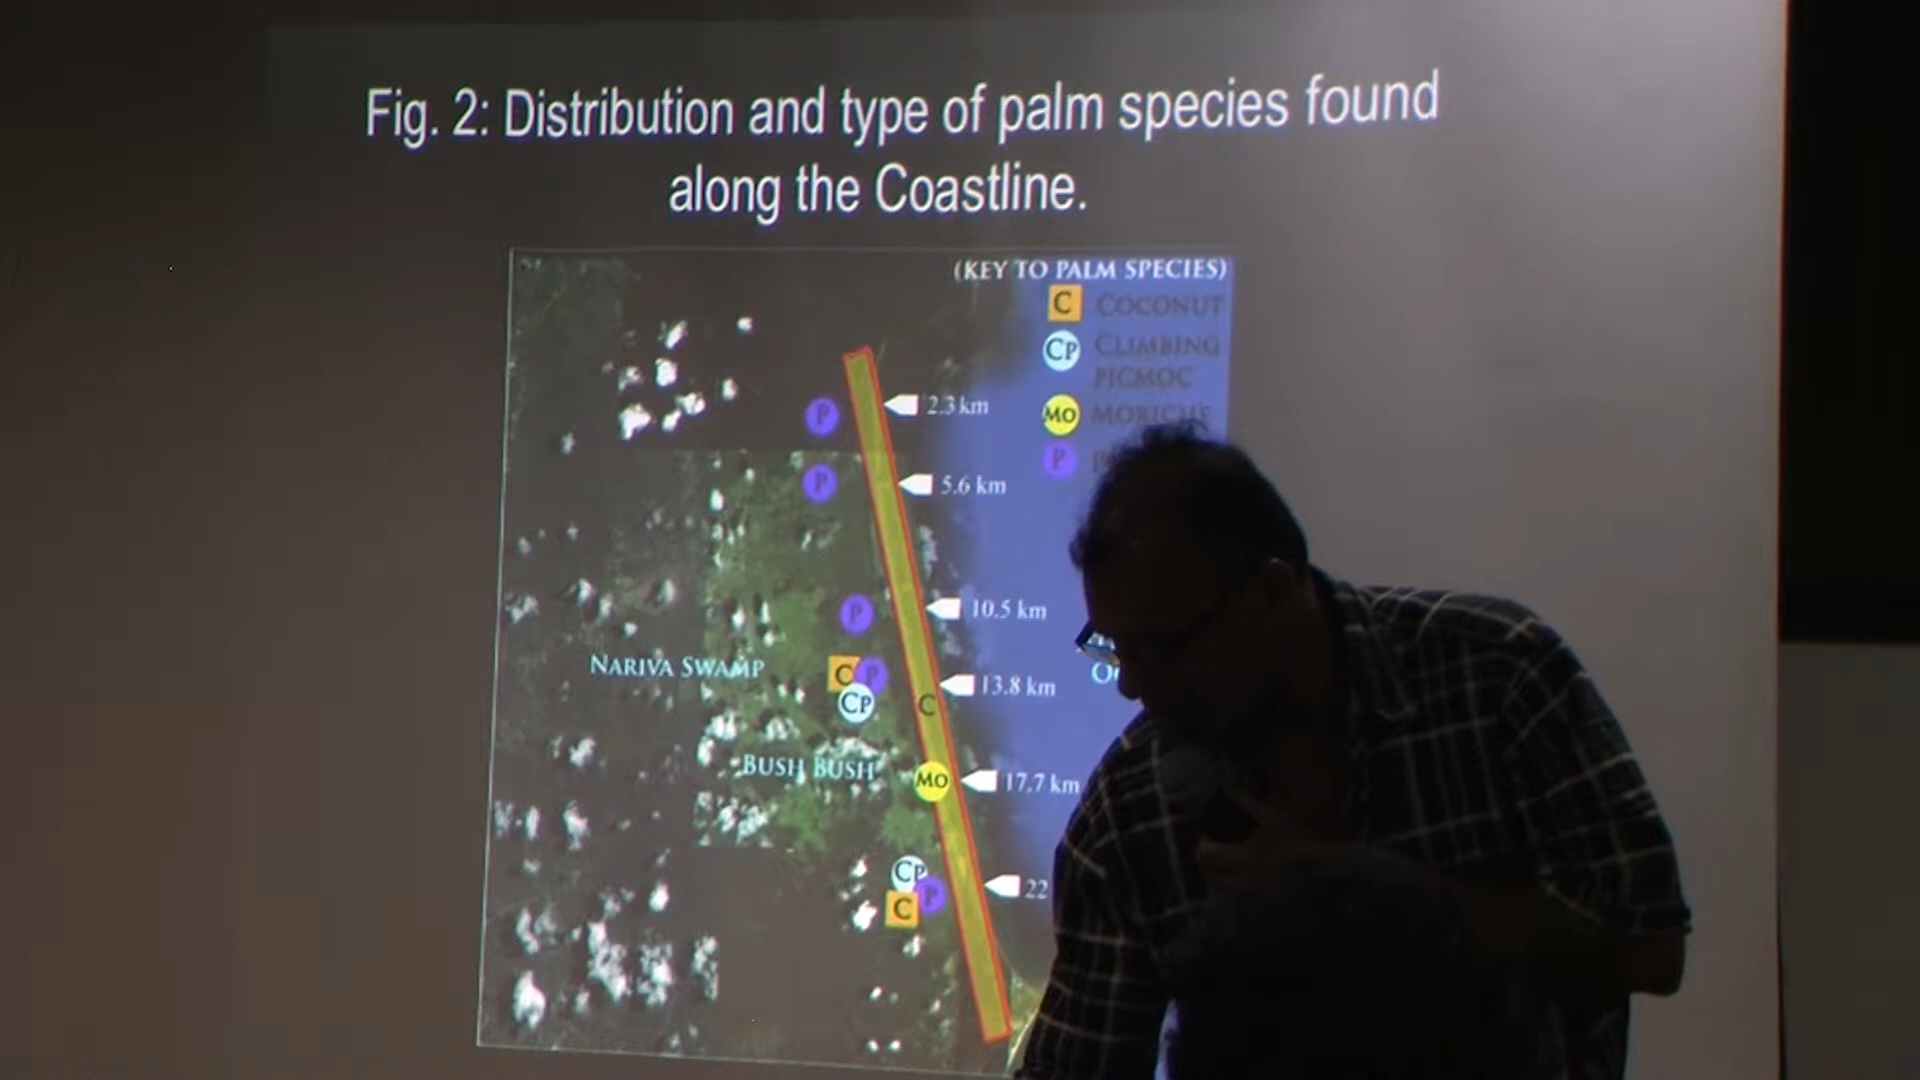 Fig. 2: Distribution and type of palm species found
along the Coastline.
(KEY TO PALM SPECIES)
C COCONUT
CP CLIMBING
PICMOC
MO MORICHE
P
P 2.3 km
P 5.6 km
P 10.5 km
NARIVA SWAMP
C P
CP
C 13.8 km
BUSH BUSH
MO 17.7 km
CP
P 22
C